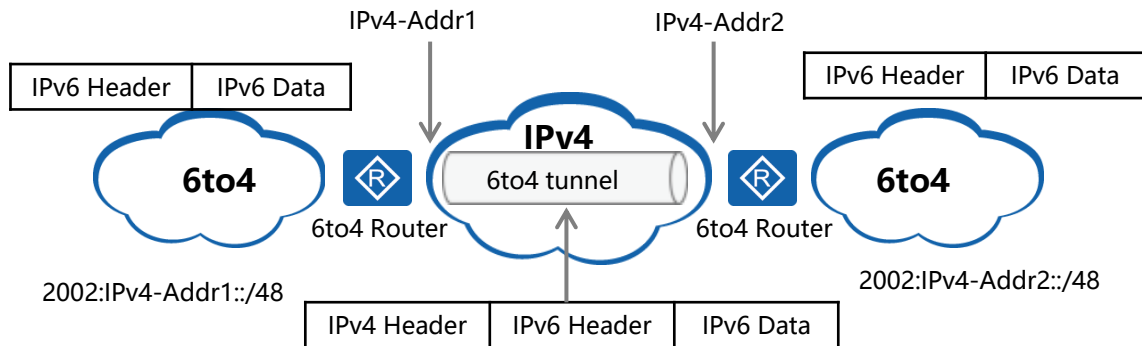 IPv4-Addr1
IPv4-Addr2
IPv6 Header
IPv6 Data
IPv6 Header
IPv6 Data
IPv4
6to4
R
6to4 tunnel
R
6to4
6to4 Router
6to4 Router
2002:IPv4-Addr1::/48
2002:IPv4-Addr2::/48
IPv4 Header
IPv6 Header
IPv6 Data